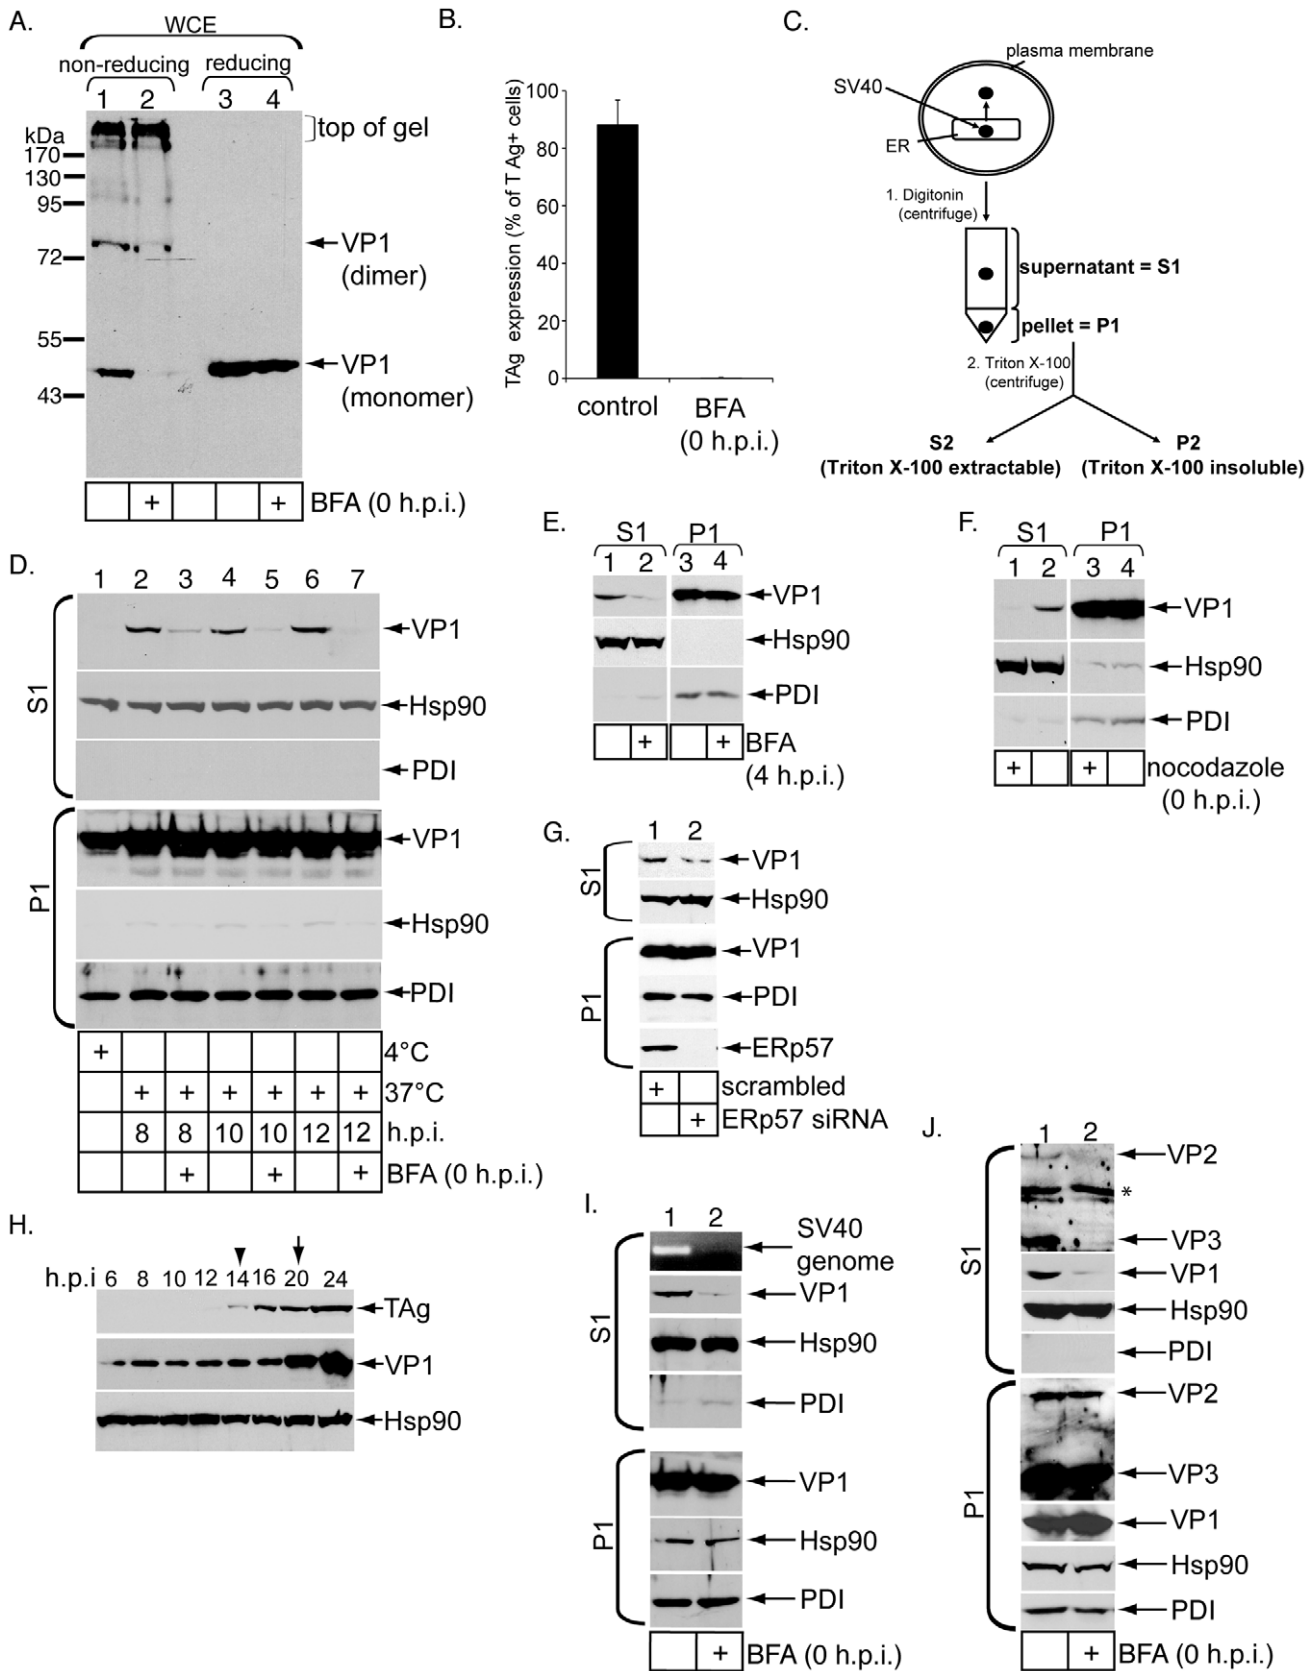 A.
WCE
non-reducing reducing
1 2 3 4
kDa
170
130
95
72
55
43
top of gel
VP1
(dimer)
VP1
(monomer)
+ + BFA (0 h.p.i.)
B.
TAg expression (% of T Ag+ cells)
100
80
60
40
20
0
control BFA
(0 h.p.i.)
C.
plasma membrane
SV40
ER
1. Digitonin
(centrifuge)
supernatant = S1
pellet = P1
2. Triton X-100
(centrifuge)
S2
(Triton X-100 extractable)
P2
(Triton X-100 insoluble)
D.
1 2 3 4 5 6 7
S1
VP1
Hsp90
PDI
P1
VP1
Hsp90
PDI
+ 4°C
+ + + + + + 37°C
8 8 10 10 12 12 h.p.i.
+ + + BFA (0 h.p.i.)
E.
S1 P1
1 2 3 4
VP1
Hsp90
PDI
+ + BFA
(4 h.p.i.)
F.
S1 P1
1 2 3 4
VP1
Hsp90
PDI
+ + nocodazole
(0 h.p.i.)
G.
1 2
S1
VP1
Hsp90
P1
VP1
PDI
ERp57
+ scrambled
+ ERp57 siRNA
H.
h.p.i 6 8 10 12 14 16 20 24
TAg
VP1
Hsp90
I.
1 2
S1
SV40
genome
VP1
Hsp90
PDI
P1
VP1
Hsp90
PDI
+ BFA (0 h.p.i.)
J.
1 2
S1
VP2
*
VP3
VP1
Hsp90
PDI
P1
VP2
VP3
VP1
Hsp90
PDI
+ BFA (0 h.p.i.)